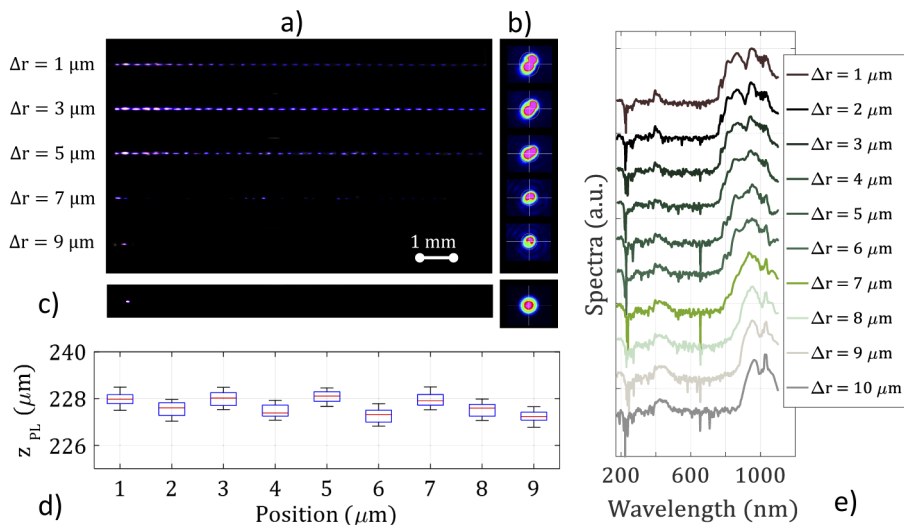 a)
b)
Δr = 1 μm
Δr = 3 μm
Δr = 5 μm
Δr = 7 μm
Δr = 9 μm
1 mm
c)
240
228
226
z PL (μm)
1 2 3 4 5 6 7 8 9
Position (μm)
d)
Spectra (a.u.)
200 600 1000
Wavelength (nm)
e)
Δr = 1 μm
Δr = 2 μm
Δr = 3 μm
Δr = 4 μm
Δr = 5 μm
Δr = 6 μm
Δr = 7 μm
Δr = 8 μm
Δr = 9 μm
Δr = 10 μm